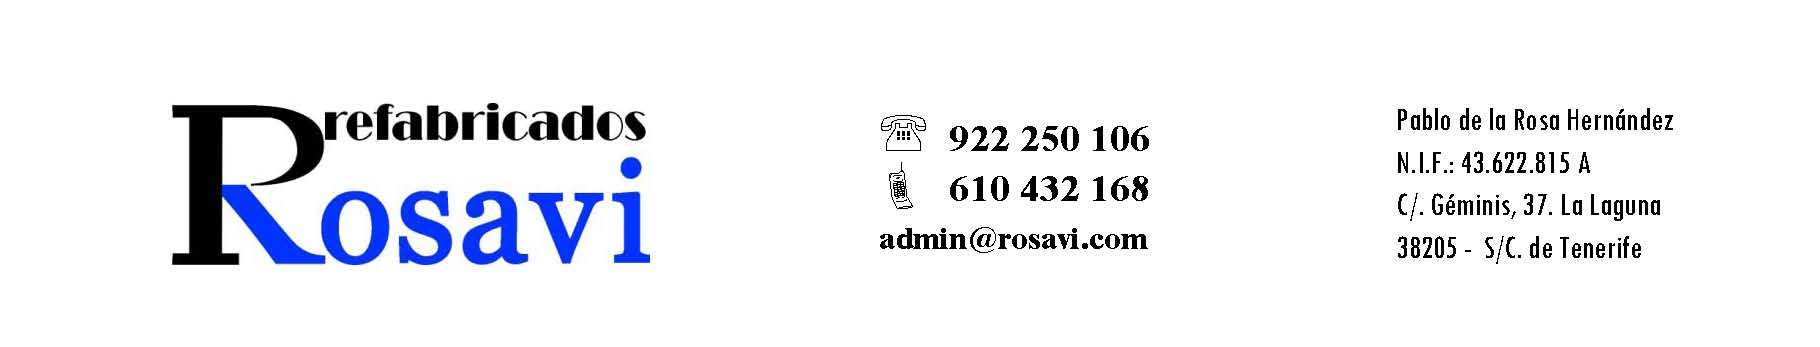 Prefabricados
Rosavi
922 250 106
610 432 168
admin@rosavi.com
Pablo de la Rosa Hernández
N.I.F.: 43.622.815 A
C/. Géminis, 37. La Laguna
38205 - S/C. de Tenerife